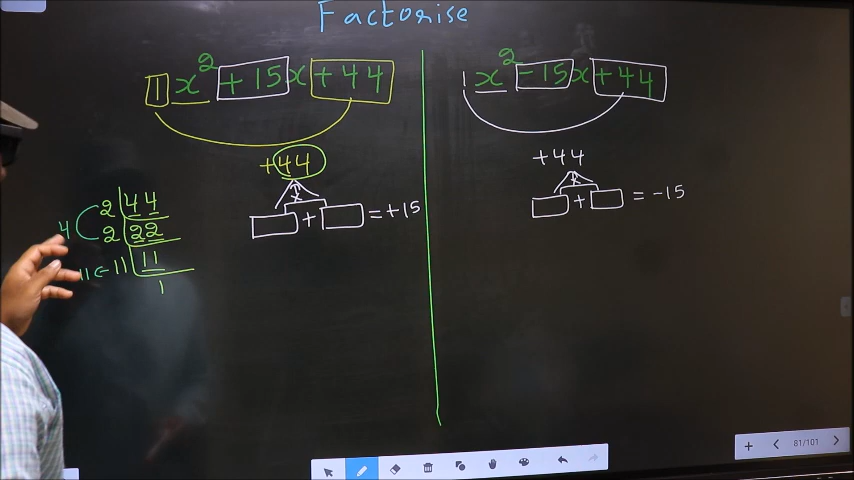 Factorise
1x² +15x +44
+44
□ × □
□ + □ = +15
2 | 44
2 | 22
11 | 11
1
4
11 ←
1x² -15x +44
+44
×
□ + □ = -15
81/101